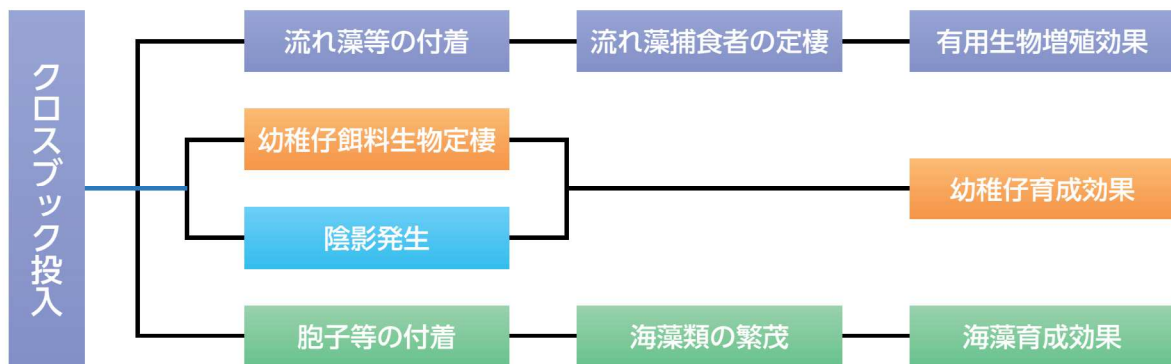 クロスブック投入
流れ藻等の付着
流れ藻捕食者の定棲
有用生物増殖効果
幼稚仔餌料生物定棲
陰影発生
幼稚仔育成効果
胞子等の付着
海藻類の繁茂
海藻育成効果